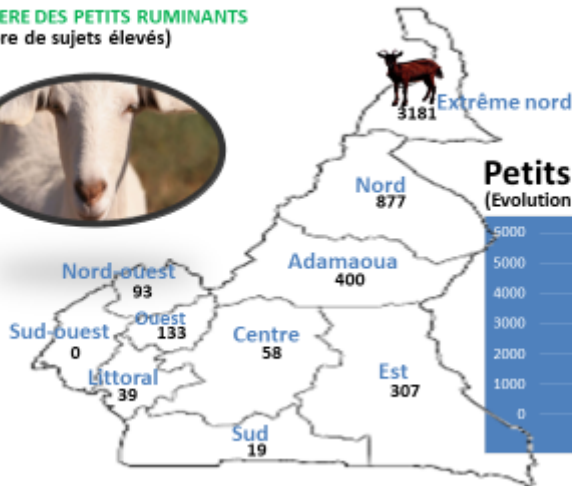 ERE DES PETITS RUMINANTS
re de sujets élevés)
3181
Extrême nord
Nord
877
Petits
(Evolution
Adamaoua
400
Nord-ouest
93
Ouest
133
Sud-ouest
0
Centre
58
Littoral
39
Est
307
Sud
19
6000
5000
4000
3000
2000
1000
0